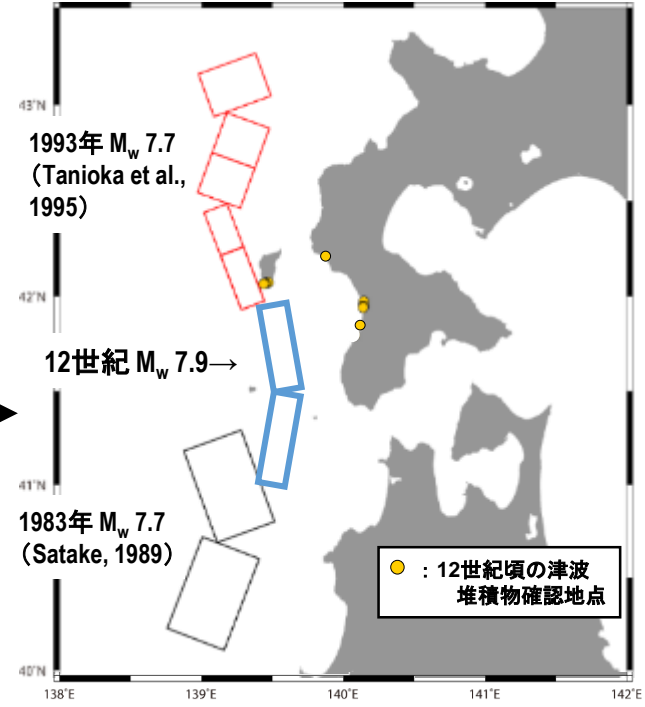 43°N
1993年 Mw 7.7
（Tanioka et al.,
1995）
42°N
12世紀 Mw 7.9→
41°N
1983年 Mw 7.7
（Satake, 1989）
：12世紀頃の津波
堆積物確認地点
40°N
138°E
139°E
140°E
141°E
142°E